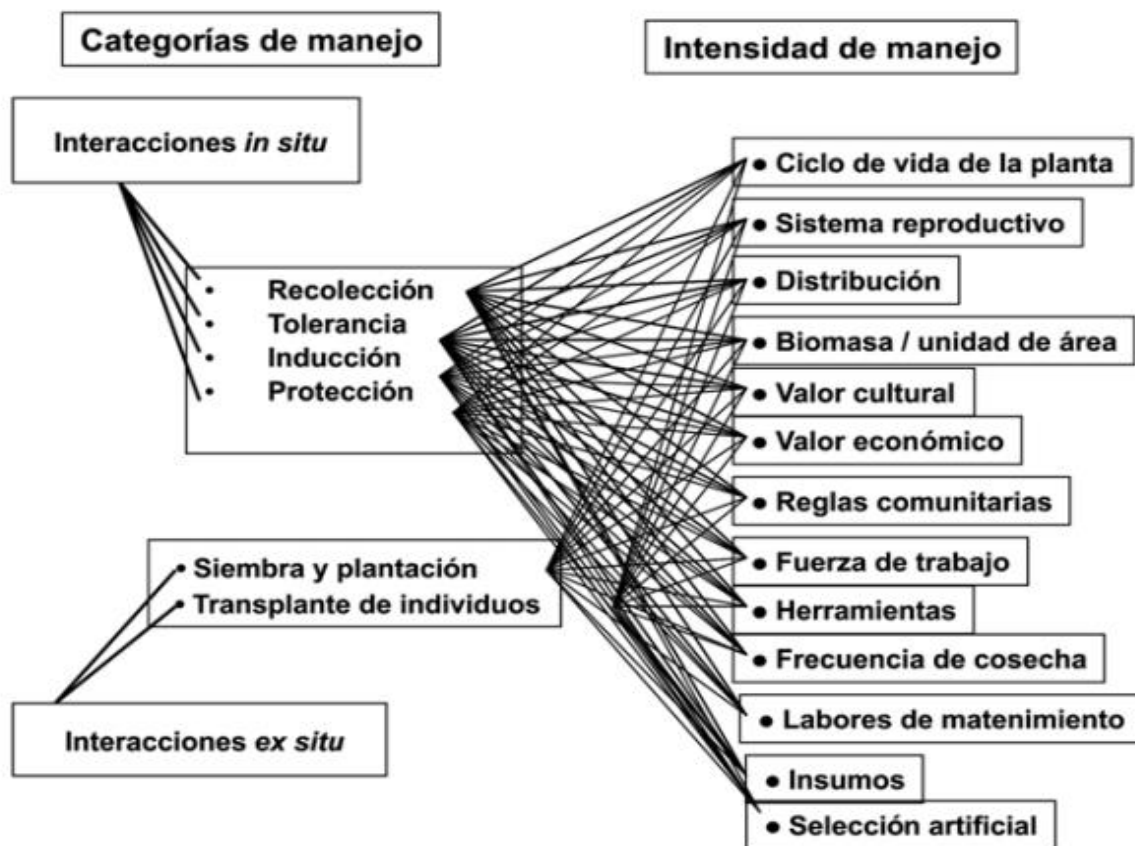 Categorías de manejo
Intensidad de manejo
Interacciones in situ
• Recolección
• Tolerancia
• Inducción
• Protección
• Siembra y plantación
• Transplante de individuos
Interacciones ex situ
• Ciclo de vida de la planta
• Sistema reproductivo
• Distribución
• Biomasa / unidad de área
• Valor cultural
• Valor económico
• Reglas comunitarias
• Fuerza de trabajo
• Herramientas
• Frecuencia de cosecha
• Labores de matenimiento
• Insumos
• Selección artificial